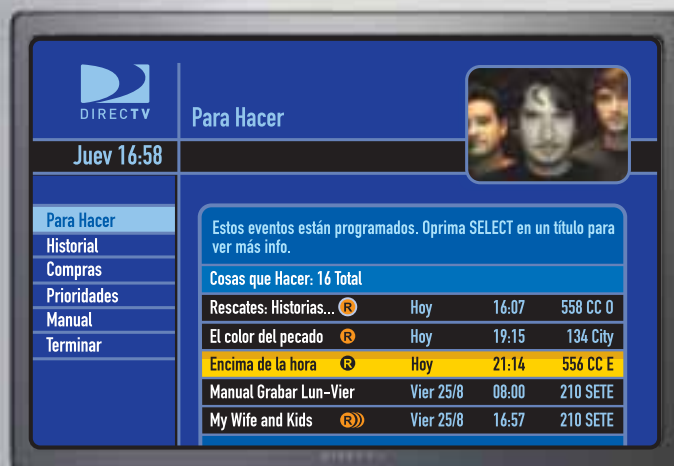 DIRECTV
Para Hacer
Juev 16:58
Para Hacer
Historial
Compras
Prioridades
Manual
Terminar
Estos eventos están programados. Oprima SELECT en un título para
ver más info.
Cosas que Hacer: 16 Total
Rescates: Historias... R Hoy 16:07 558 CC O
El color del pecado R Hoy 19:15 134 City
Encima de la hora R Hoy 21:14 556 CC E
Manual Grabar Lun-Vier Vier 25/8 08:00 210 SETE
My Wife and Kids R Vier 25/8 16:57 210 SETE